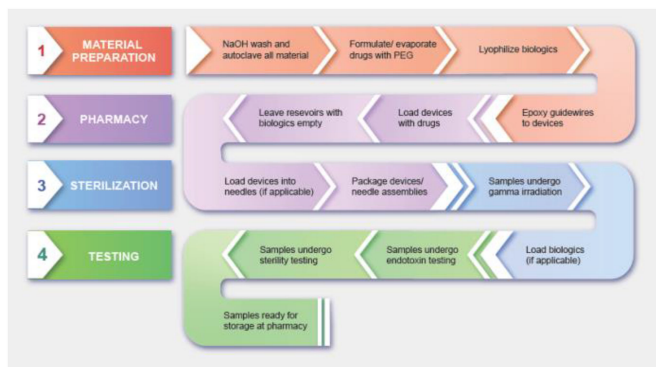 1
MATERIAL
PREPARATION
NaOH wash and
autoclave all material
Formulate/ evaporate
drugs with PEG
Lyophilize biologics
2
PHARMACY
Leave resevoirs with
biologics empty
Load devices
with drugs
Epoxy guidewires
to devices
3
STERILIZATION
Load devices into
needles (if applicable)
Package devices/
needle assemblies
Samples undergo
gamma irradiation
4
TESTING
Samples undergo
sterility testing
Samples undergo
endotoxin testing
Load biologics
(if applicable)
Samples ready for
storage at pharmacy